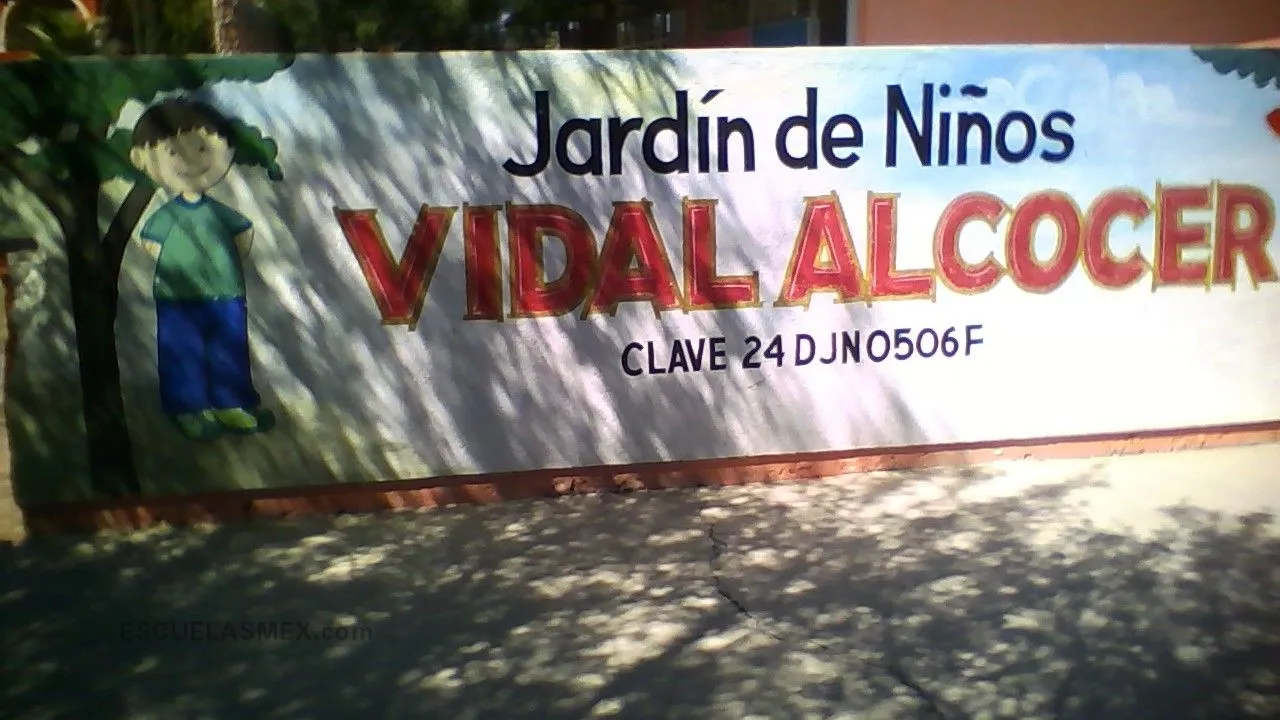 Jardín de Niños
VIDAL ALCOCER
CLAVE 24DJN0506F
ESCUELASMEX.com